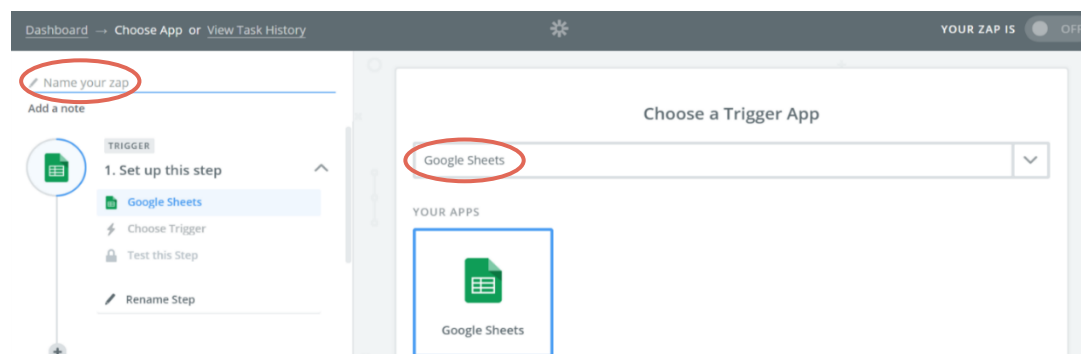 Dashboard → Choose App or View Task History
YOUR ZAP IS OFF
Name your zap
Add a note
TRIGGER
1. Set up this step
Google Sheets
Choose Trigger
Test this Step
Rename Step
Choose a Trigger App
Google Sheets
YOUR APPS
Google Sheets